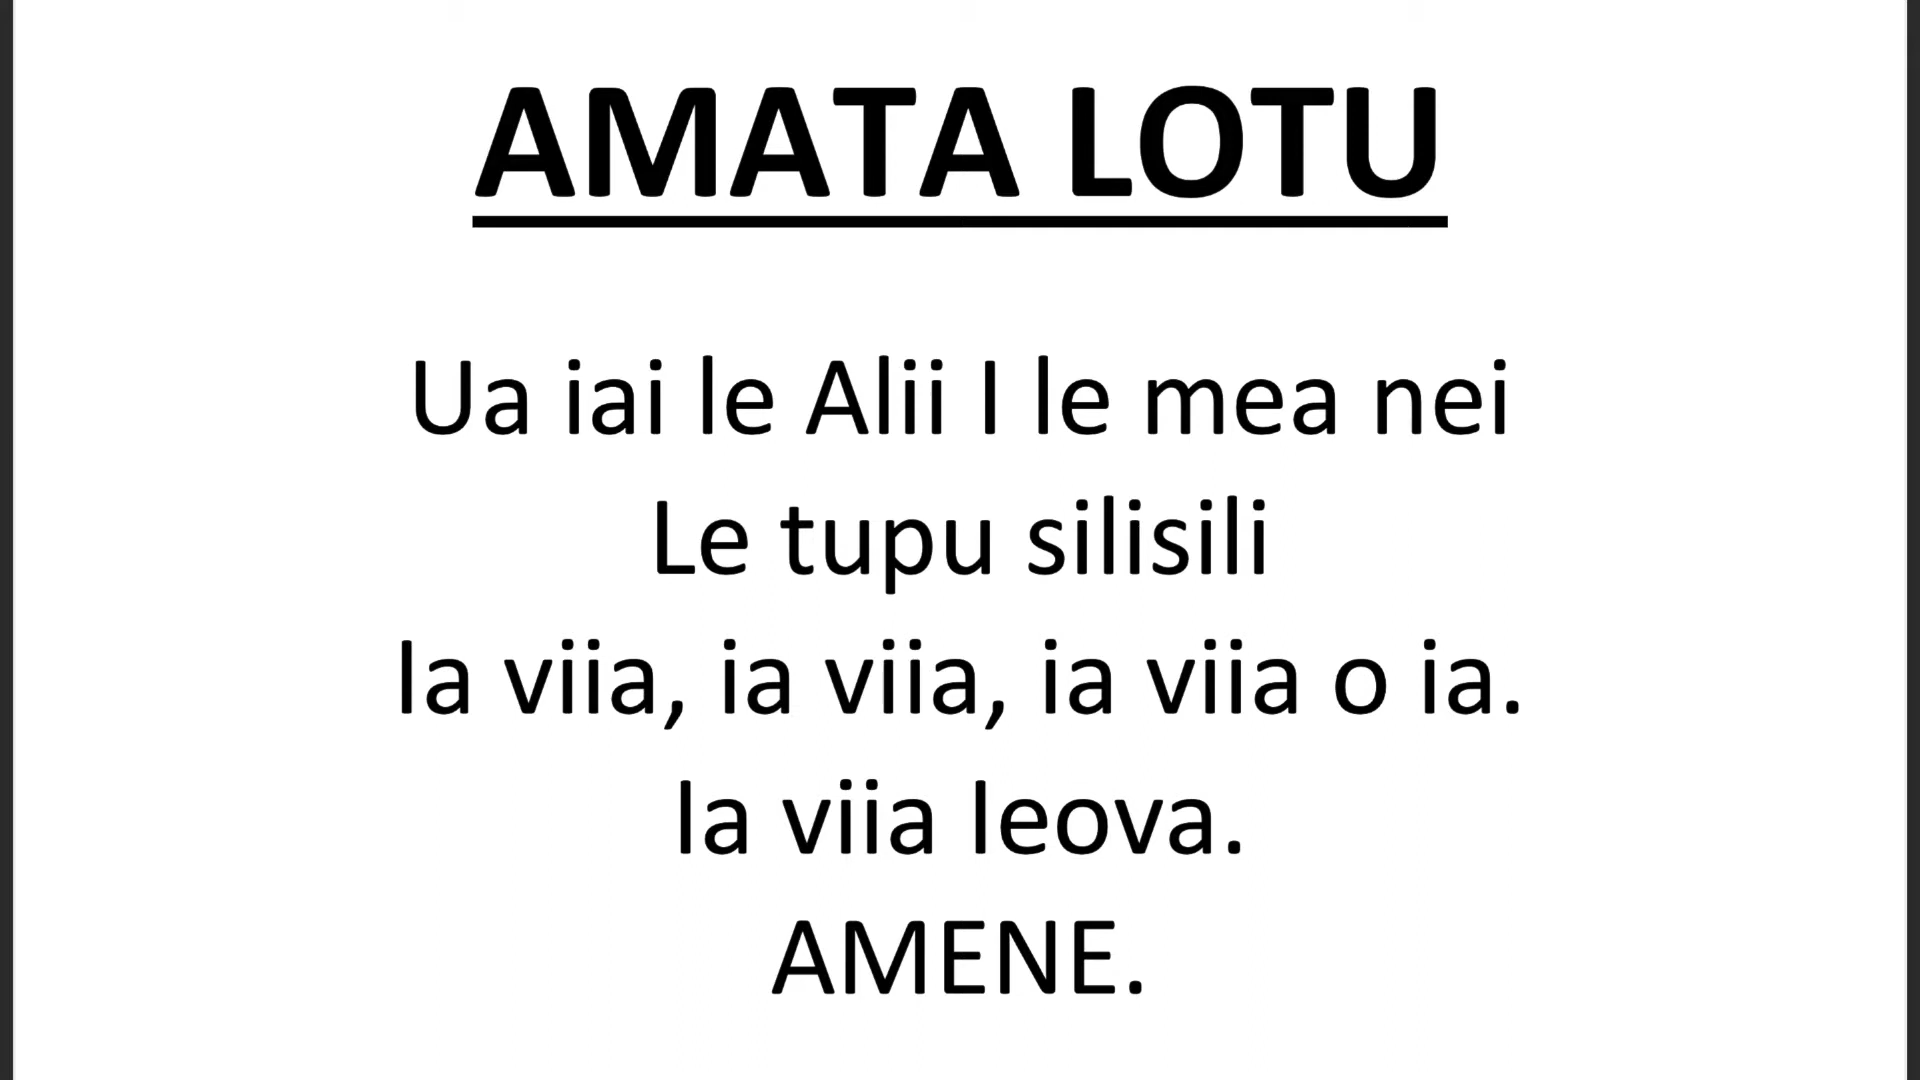 AMATA LOTU
Ua iai le Alii I le mea nei
Le tupu silisili
Ia viia, ia viia, ia viia o ia.
Ia viia Ieova.
AMENE.